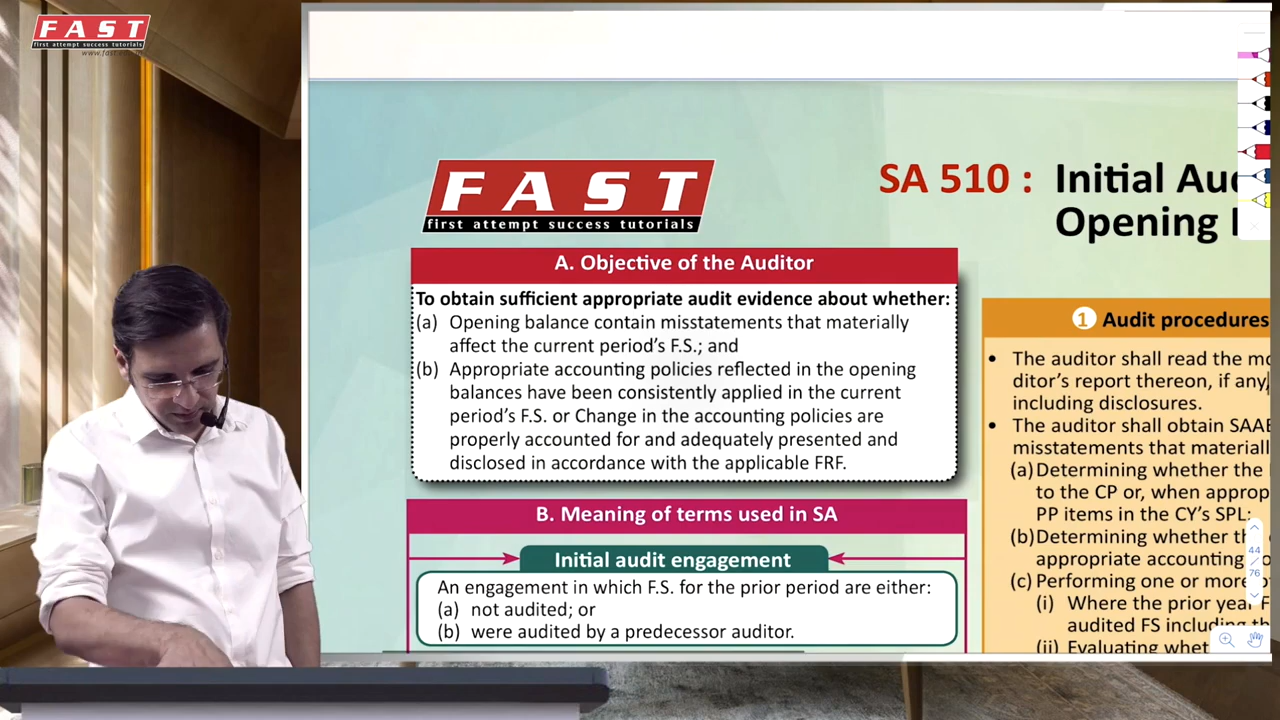 FAST
first attempt success tutorials
FAST
first attempt success tutorials
SA 510 : Initial
Opening
A. Objective of the Auditor
To obtain sufficient appropriate audit evidence about whether:
(a) Opening balance contain misstatements that materially
affect the current period's F.S.; and
(b) Appropriate accounting policies reflected in the opening
balances have been consistently applied in the current
period's F.S. or Change in the accounting policies are
properly accounted for and adequately presented and
disclosed in accordance with the applicable FRF.
B. Meaning of terms used in SA
Initial audit engagement
An engagement in which F.S. for the prior period are either:
(a) not audited; or
(b) were audited by a predecessor auditor.
1 Audit procedures
• The auditor shall read the
ditor's report thereon, if any,
including disclosures.
• The auditor shall obtain
misstatements that
(a) Determining whether the
to the CP or, when
PP items in the CY's SPL;
(b) Determining whether
appropriate accounting
(c) Performing one or more
(i) Where the prior year
audited FS including
(ii)
44
/
76